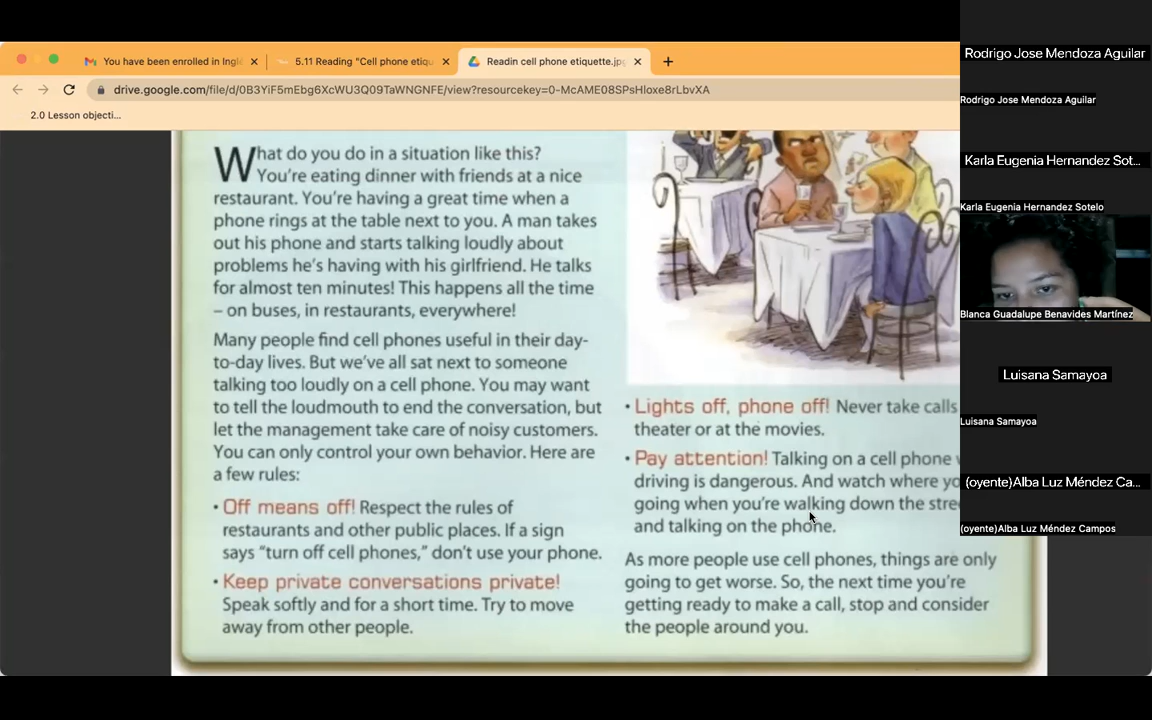 You have been enrolled in Ingl
5.11 Reading "Cell phone etiqu
Readin cell phone etiquette.jp
drive.google.com/file/d/0B3YiF5mEbg6XcWU3Q09TaWNGNFE/view?resourcekey=0-McAME08SPsHloxe8rLbvXA
2.0 Lesson objecti...
What do you do in a situation like this?
You're eating dinner with friends at a nice
restaurant. You're having a great time when a
phone rings at the table next to you. A man takes
out his phone and starts talking loudly about
problems he's having with his girlfriend. He talks
for almost ten minutes! This happens all the time
– on buses, in restaurants, everywhere!
Many people find cell phones useful in their day-
to-day lives. But we've all sat next to someone
talking too loudly on a cell phone. You may want
to tell the loudmouth to end the conversation, but
let the management take care of noisy customers.
You can only control your own behavior. Here are
a few rules:
• Off means off! Respect the rules of
restaurants and other public places. If a sign
says "turn off cell phones," don't use your phone.
• Keep private conversations private!
Speak softly and for a short time. Try to move
away from other people.
• Lights off, phone off! Never take calls
theater or at the movies.
• Pay attention! Talking on a cell phone
driving is dangerous. And watch where yo
going when you're walking down the stre
and talking on the phone.
As more people use cell phones, things are only
going to get worse. So, the next time you're
getting ready to make a call, stop and consider
the people around you.
Rodrigo Jose Mendoza Aguilar
Rodrigo Jose Mendoza Aguilar
Karla Eugenia Hernandez Sot...
Karla Eugenia Hernandez Sotelo
Blanca Guadalupe Benavides Martínez
Luisana Samayoa
Luisana Samayoa
(oyente)Alba Luz Méndez Ca...
(oyente)Alba Luz Méndez Campos